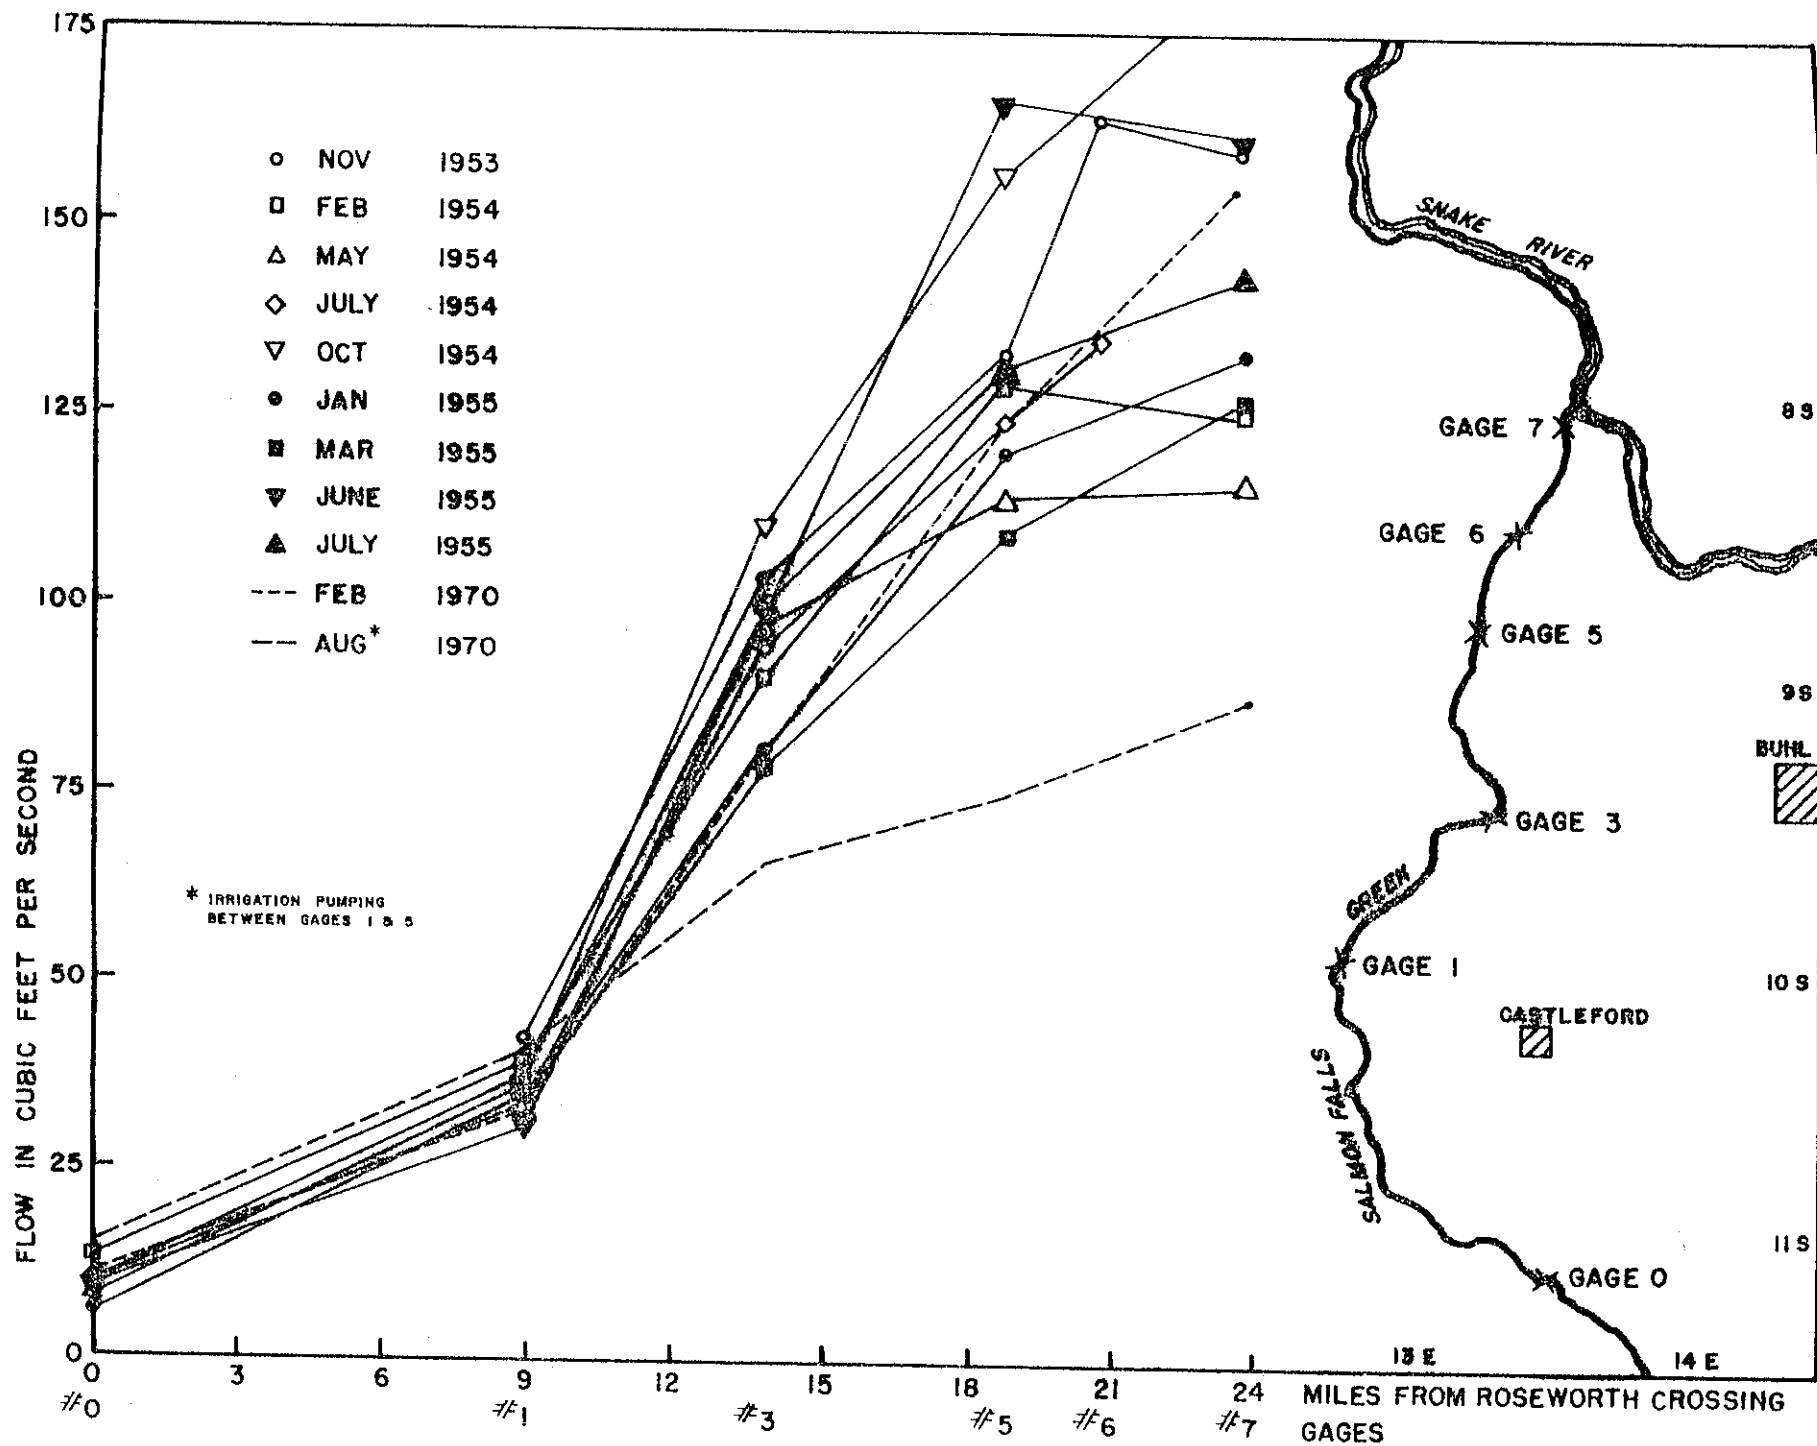 175
150
125
100
75
50
25
0
FLOW IN CUBIC FEET PER SECOND
NOV 1953
FEB 1954
MAY 1954
JULY 1954
OCT 1954
JAN 1955
MAR 1955
JUNE 1955
JULY 1955
FEB 1970
AUG* 1970
* IRRIGATION PUMPING
BETWEEN GAGES 1 & 5
0 3 6 9 12 15 18 21 24 MILES FROM ROSEWORTH CROSSING
#0 #1 #3 #5 #6 #7 GAGES
SNAKE RIVER
GAGE 7
8 S
GAGE 6
GAGE 5
9 S
BUHL
GAGE 3
GREEN
GAGE 1
10 S
CASTLEFORD
SALMON FALLS
11 S
GAGE 0
13 E
14 E